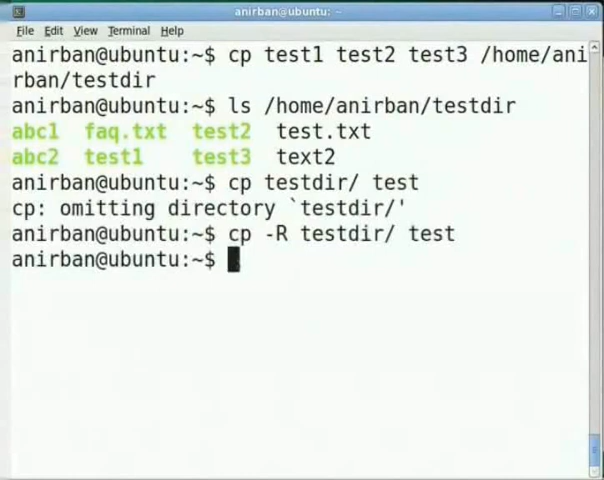 anirban@ubuntu: ~
File Edit View Terminal Help
anirban@ubuntu:~$ cp test1 test2 test3 /home/ani
rban/testdir
anirban@ubuntu:~$ ls /home/anirban/testdir
abc1 faq.txt test2 test.txt
abc2 test1 test3 text2
anirban@ubuntu:~$ cp testdir/ test
cp: omitting directory `testdir/'
anirban@ubuntu:~$ cp -R testdir/ test
anirban@ubuntu:~$